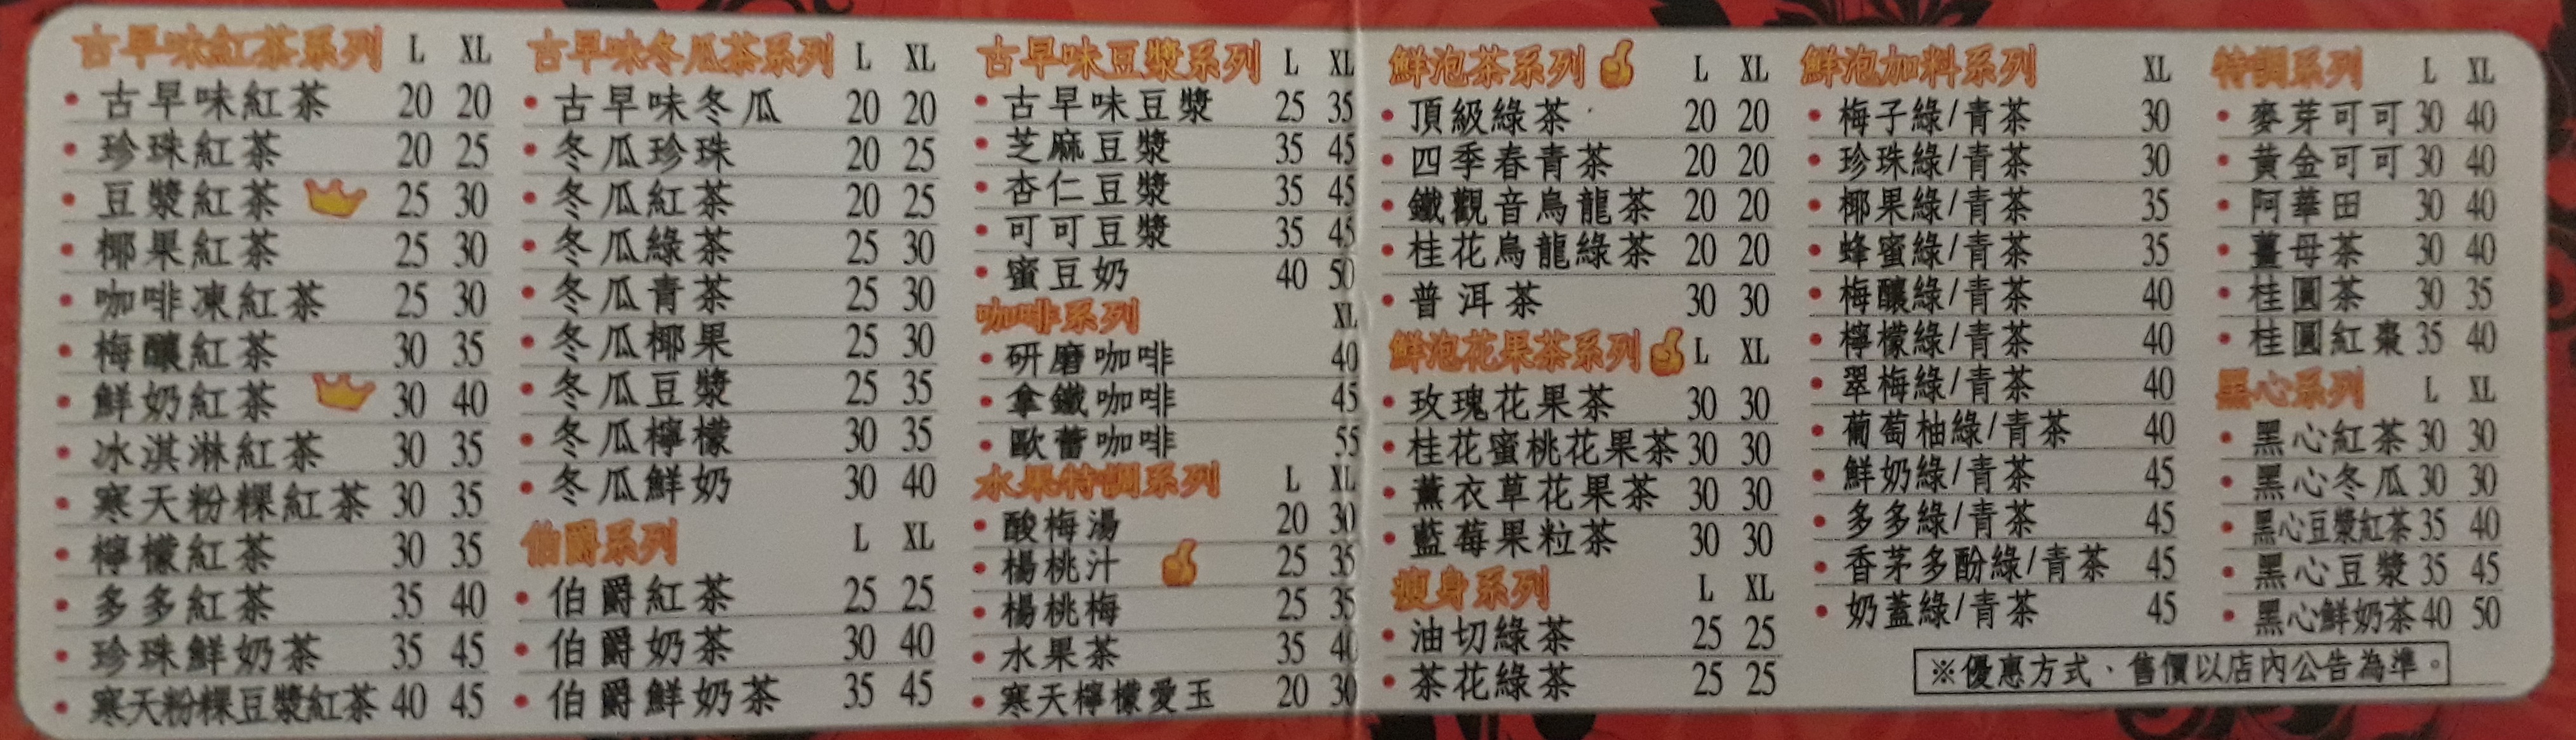 古早味紅茶系列 L XL
古早味紅茶 20 20
珍珠紅茶 20 25
豆漿紅茶 25 30
椰果紅茶 25 30
咖啡凍紅茶 25 30
梅釀紅茶 30 35
鮮奶紅茶 30 40
冰淇淋紅茶 30 35
寒天粉粿紅茶 30 35
檸檬紅茶 30 35
多多紅茶 35 40
珍珠鮮奶茶 35 45
寒天粉粿豆漿紅茶 40 45
古早味冬瓜茶系列 L XL
古早味冬瓜 20 20
冬瓜珍珠 20 25
冬瓜紅茶 20 25
冬瓜綠茶 25 30
冬瓜青茶 25 30
冬瓜椰果 25 30
冬瓜豆漿 25 35
冬瓜檸檬 30 35
冬瓜鮮奶 30 40
伯爵系列 L XL
伯爵紅茶 25 25
伯爵奶茶 30 40
伯爵鮮奶茶 35 45
古早味豆漿系列 L XL
古早味豆漿 25 35
芝麻豆漿 35 45
杏仁豆漿 35 45
可可豆漿 35 45
蜜豆奶 40 50
咖啡系列 XL
研磨咖啡 40
拿鐵咖啡 45
歐蕾咖啡 55
水果特調系列 L XL
酸梅湯 20 30
楊桃汁 25 35
楊桃梅 25 35
水果茶 35 40
寒天檸檬愛玉 20 30
鮮泡茶系列 L XL
頂級綠茶 20 20
四季春青茶 20 20
鐵觀音烏龍茶 20 20
桂花烏龍綠茶 20 20
普洱茶 30 30
鮮泡花果茶系列 L XL
玫瑰花果茶 30 30
桂花蜜桃花果茶 30 30
薰衣草花果茶 30 30
藍莓果粒茶 30 30
瘦身系列 L XL
油切綠茶 25 25
茶花綠茶 25 25
鮮泡加料系列 XL
梅子綠/青茶 30
珍珠綠/青茶 30
椰果綠/青茶 35
蜂蜜綠/青茶 35
梅釀綠/青茶 40
檸檬綠/青茶 40
翠梅綠/青茶 40
葡萄柚綠/青茶 40
鮮奶綠/青茶 45
多多綠/青茶 45
香茅多酚綠/青茶 45
奶蓋綠/青茶 45
特調系列 L XL
麥芽可可 30 40
黃金可可 30 40
阿華田 30 40
薑母茶 30 40
桂圓茶 30 35
桂圓紅棗 35 40
黑心系列 L XL
黑心紅茶 30 30
黑心冬瓜 30 30
黑心豆漿紅茶 35 40
黑心豆漿 35 45
黑心鮮奶茶 40 50
※優惠方式、售價以店內公告為準。